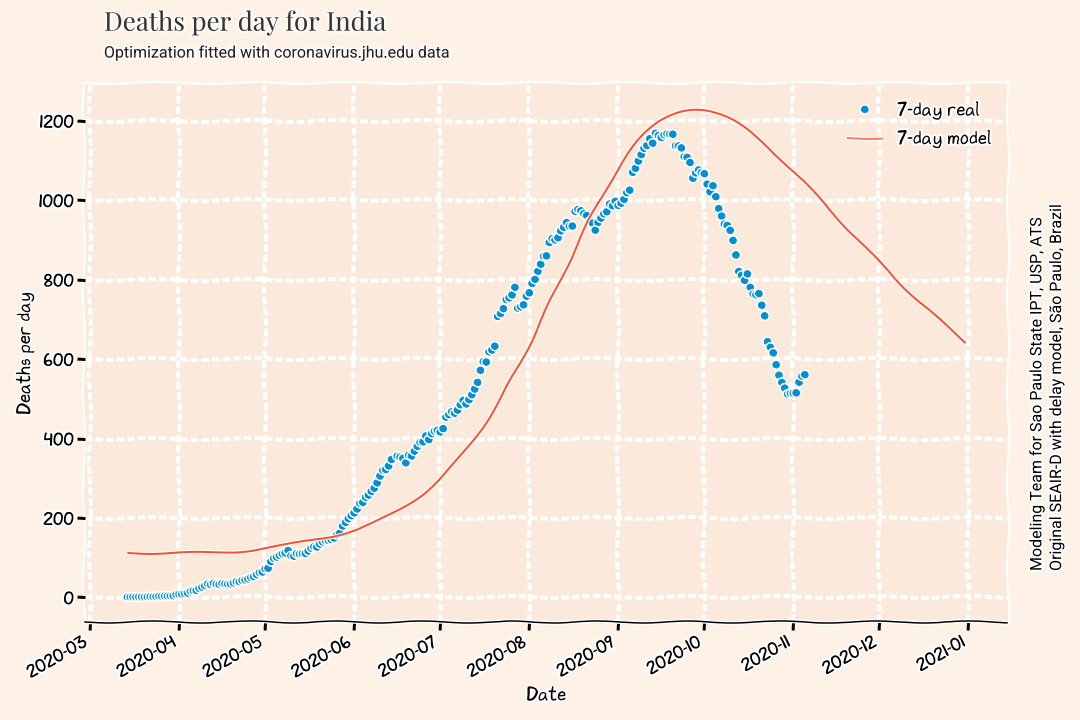 Deaths per day for India
Optimization fitted with coronavirus.jhu.edu data
7-day real
7-day model
1200
1000
800
600
400
200
0
Deaths per day
2020-03
2020-04
2020-05
2020-06
2020-07
2020-08
2020-09
2020-10
2020-11
2020-12
2021-01
Date
Modeling Team for Sao Paulo State IPT, USP, ATS
Original SEAIR-D with delay model, São Paulo, Brazil